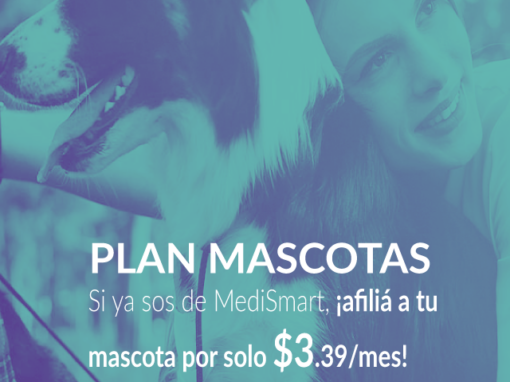 PLAN MASCOTAS
Si ya sos de MediSmart, ¡afiliá a tu
mascota por solo $3.39/mes!